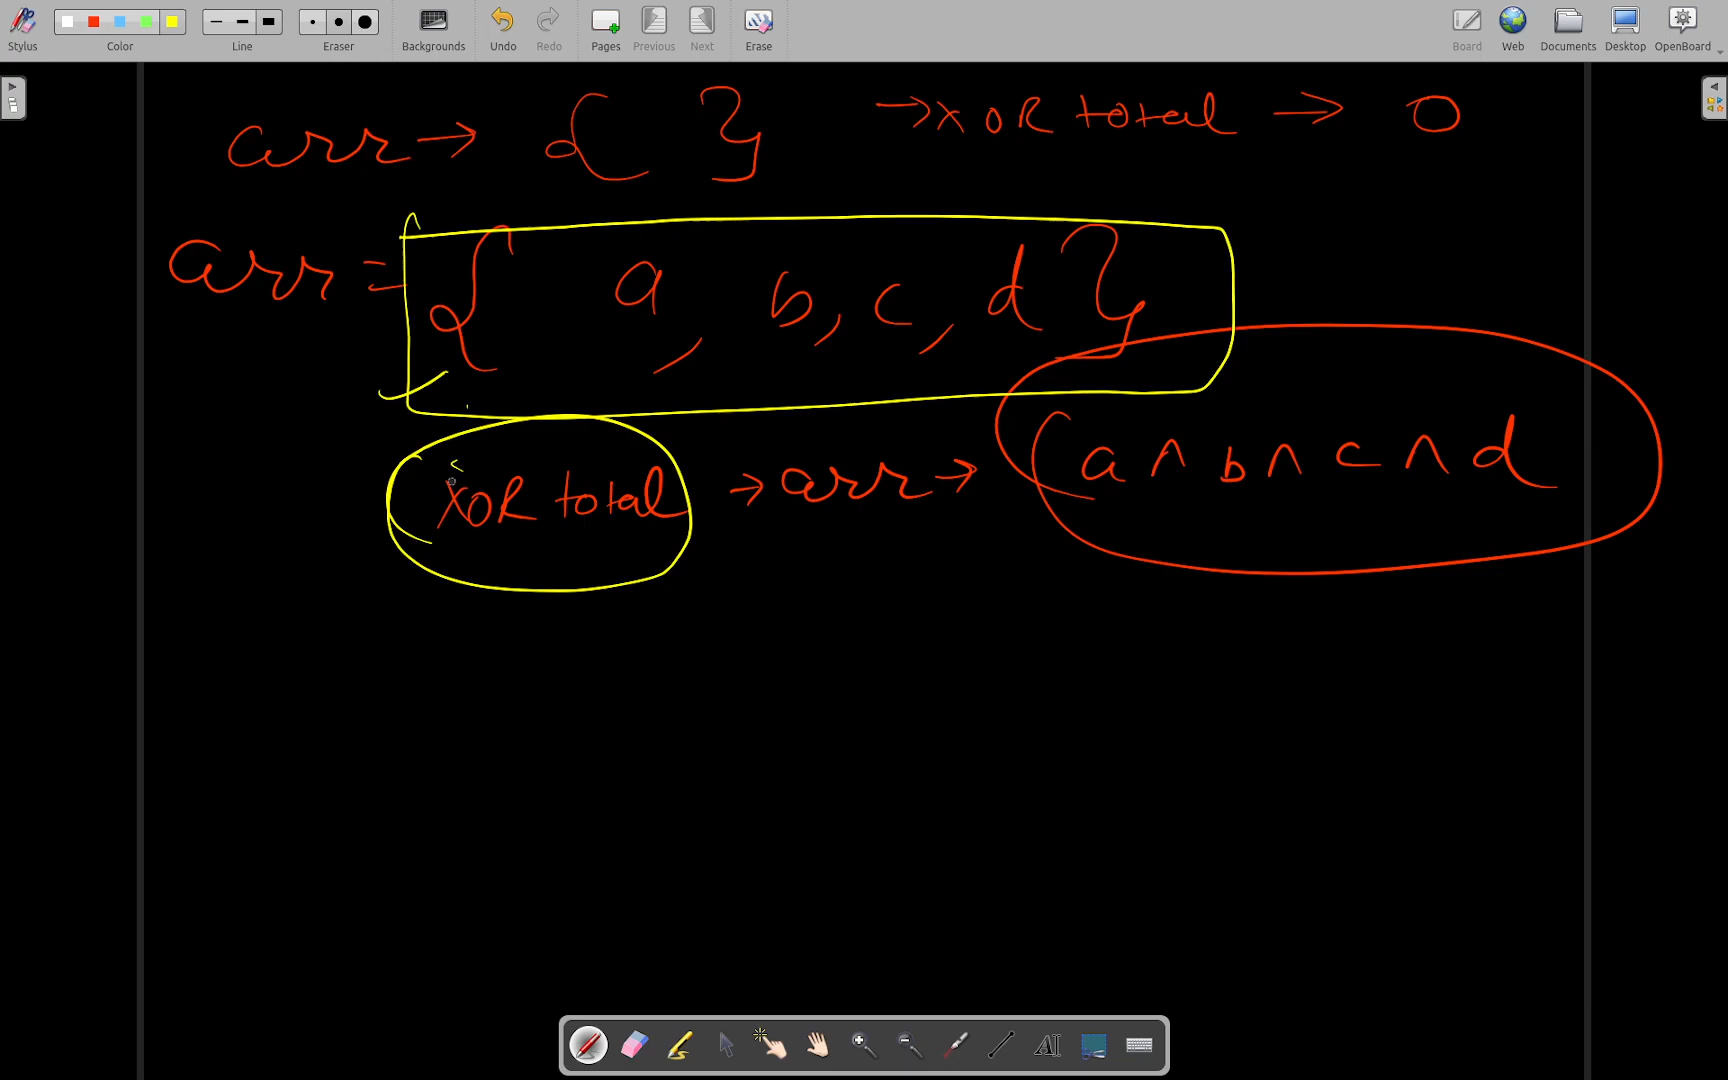 Stylus Color Line Eraser Backgrounds Undo Redo Pages Previous Next Erase Board Web Documents Desktop OpenBoard
arr → { } → XOR total → 0
arr = { a, b, c, d }
XOR total → arr → (a ^ b ^ c ^ d
AI